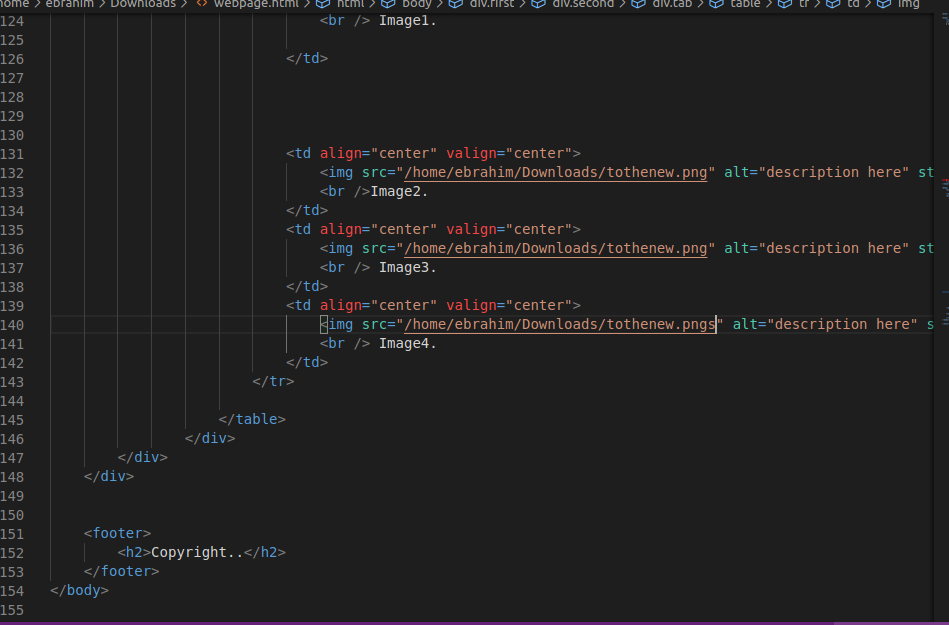 home > ebrahim > Downloads > <> webpage.html > html > body > div.first > div.second > div.tab > table > tr > td > img
124 <br /> Image1.
125
126 </td>
127
128
129
130
131 <td align="center" valign="center">
132 <img src="/home/ebrahim/Downloads/tothenew.png" alt="description here" st
133 <br />Image2.
134 </td>
135 <td align="center" valign="center">
136 <img src="/home/ebrahim/Downloads/tothenew.png" alt="description here" st
137 <br /> Image3.
138 </td>
139 <td align="center" valign="center">
140 <img src="/home/ebrahim/Downloads/tothenew.pngs" alt="description here" s
141 <br /> Image4.
142 </td>
143 </tr>
144
145 </table>
146 </div>
147 </div>
148 </div>
149
150
151 <footer>
152 <h2>Copyright..</h2>
153 </footer>
154 </body>
155